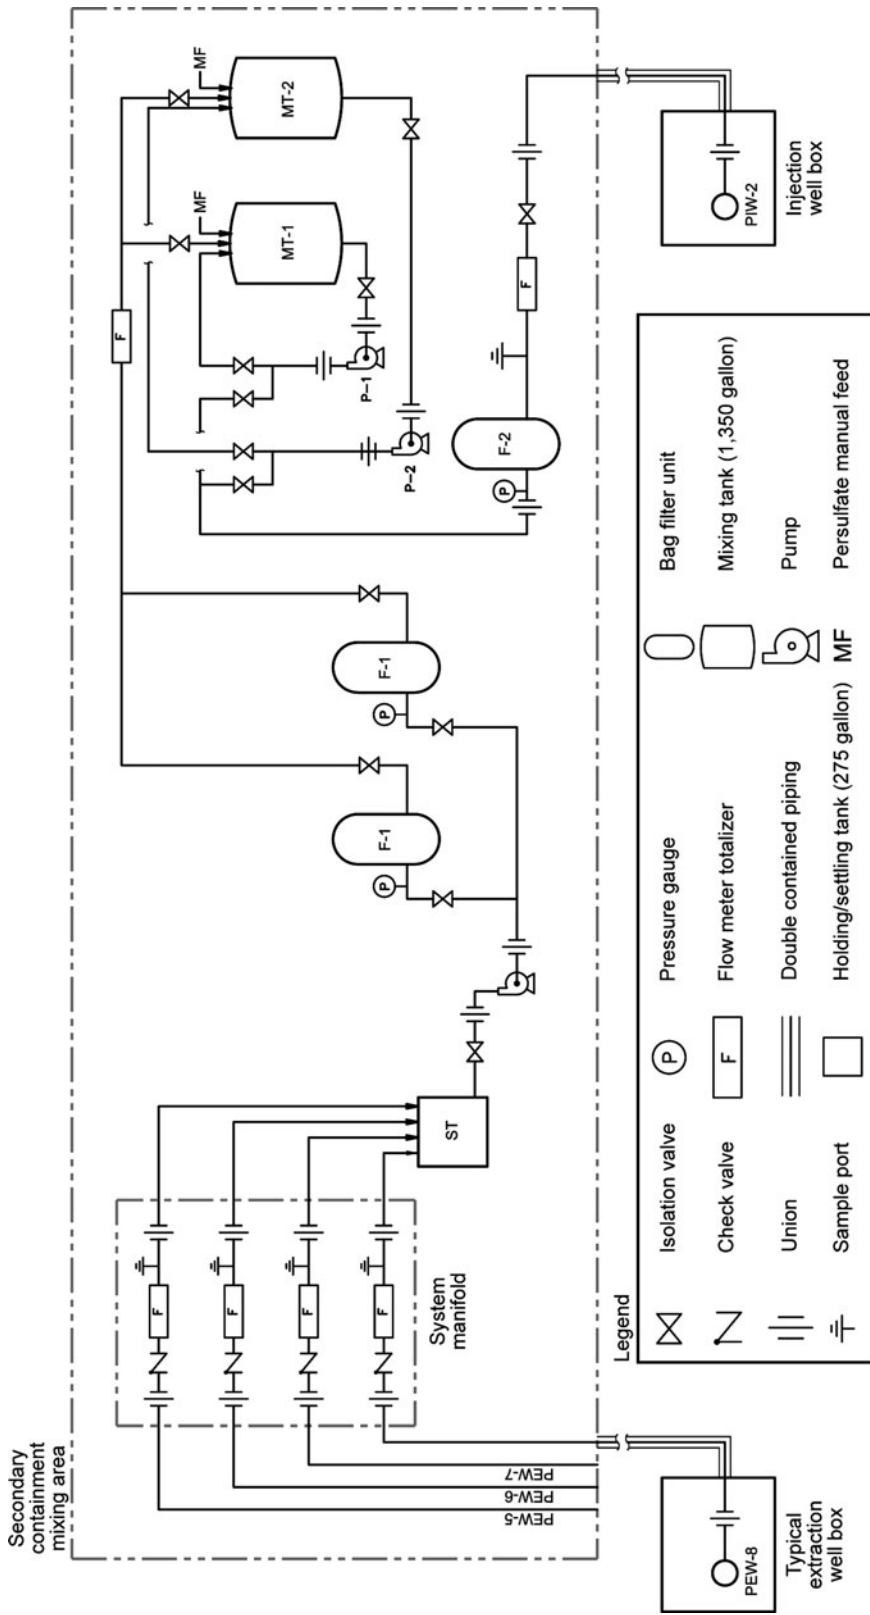 Secondary
containment
mixing area
PEW-5
PEW-6
PEW-7
F
F
F
F
System
manifold
ST
P
F-1
P
F-1
F
MF
MT-1
MF
MT-2
P-1
P-2
P
F-2
F
PEW-8
Typical
extraction
well box
PIW-2
Injection
well box
Legend
Isolation valve
P Pressure gauge
Bag filter unit
Check valve
F Flow meter totalizer
Mixing tank (1,350 gallon)
Union
Double contained piping
Pump
Sample port
Holding/settling tank (275 gallon)
MF Persulfate manual feed